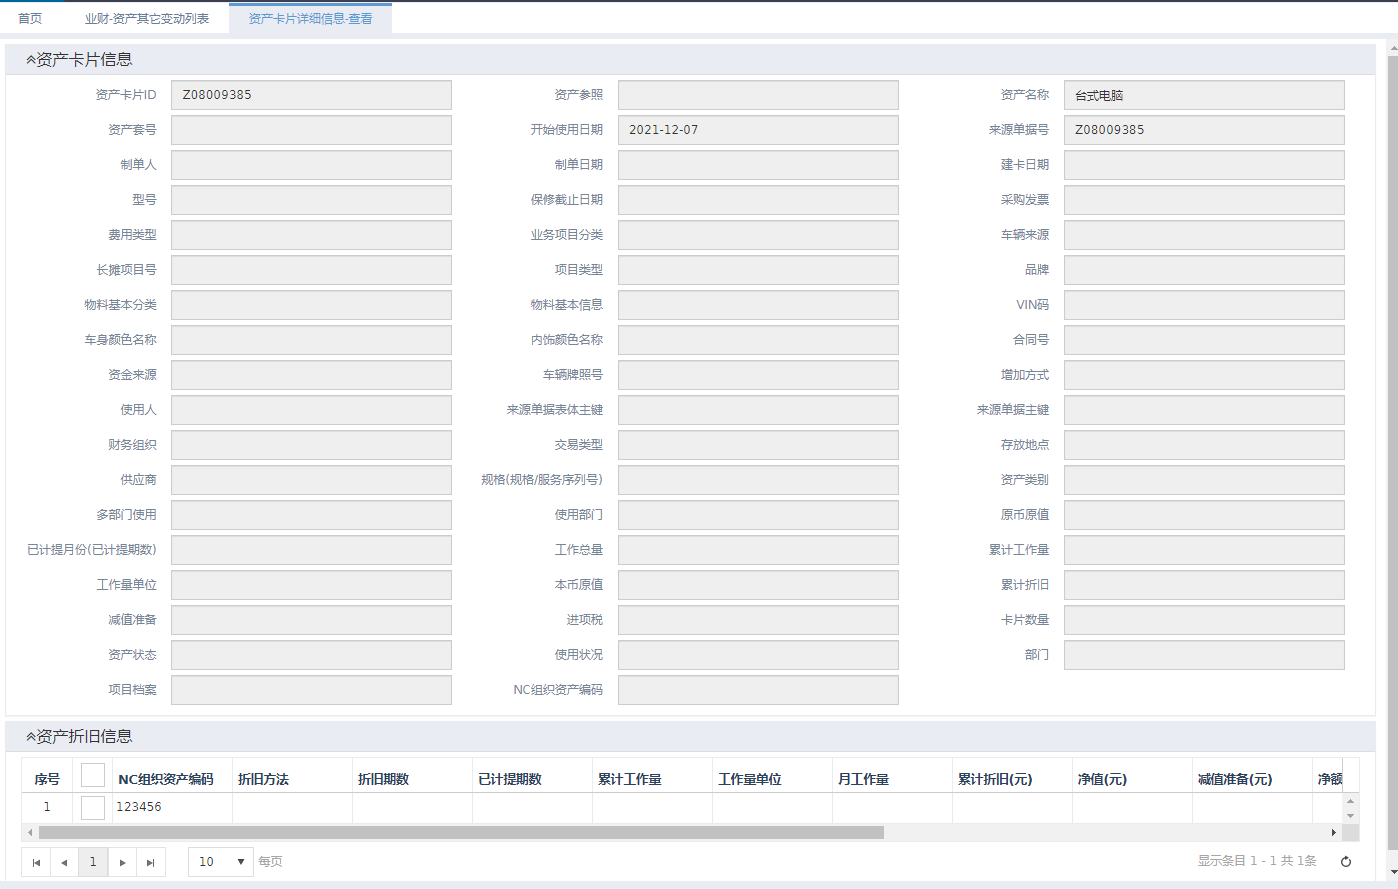 首页 业财-资产其它变动列表 资产卡片详细信息-查看
资产卡片信息
资产卡片ID Z08009385 资产参照 资产名称 台式电脑
资产套号 开始使用日期 2021-12-07 来源单据号 Z08009385
制单人 制单日期 建卡日期
型号 保修截止日期 采购发票
费用类型 业务项目分类 车辆来源
长摊项目号 项目类型 品牌
物料基本分类 物料基本信息 VIN码
车身颜色名称 内饰颜色名称 合同号
资金来源 车辆牌照号 增加方式
使用人 来源单据表体主键 来源单据主键
财务组织 交易类型 存放地点
供应商 规格(规格/服务序列号) 资产类别
多部门使用 使用部门 原币原值
已计提月份(已计提期数) 工作总量 累计工作量
工作量单位 本币原值 累计折旧
减值准备 进项税 卡片数量
资产状态 使用状况 部门
项目档案 NC组织资产编码
资产折旧信息
序号 NC组织资产编码 折旧方法 折旧期数 已计提期数 累计工作量 工作量单位 月工作量 累计折旧(元) 净值(元) 减值准备(元) 净额
1 123456
1 10 每页 显示条目 1 - 1 共 1条